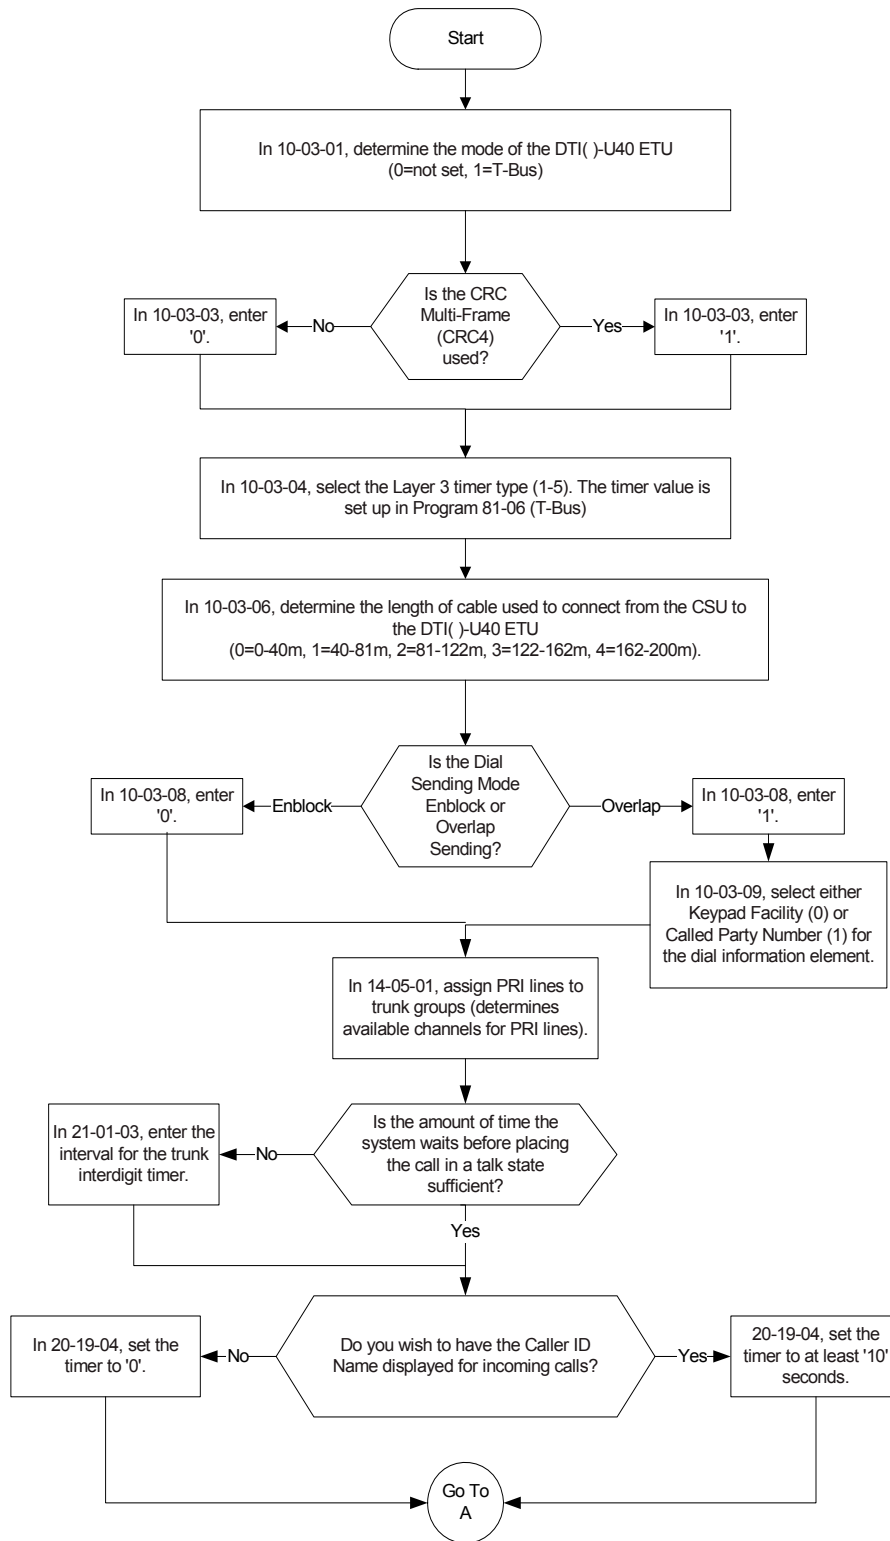 Start
In 10-03-01, determine the mode of the DTI( )-U40 ETU
(0=not set, 1=T-Bus)
Is the CRC
Multi-Frame
(CRC4)
used?
In 10-03-03, enter
'0'.
No
Yes
In 10-03-03, enter
'1'.
In 10-03-04, select the Layer 3 timer type (1-5). The timer value is
set up in Program 81-06 (T-Bus)
In 10-03-06, determine the length of cable used to connect from the CSU to
the DTI( )-U40 ETU
(0=0-40m, 1=40-81m, 2=81-122m, 3=122-162m, 4=162-200m).
Is the Dial
Sending Mode
Enblock or
Overlap
Sending?
In 10-03-08, enter
'0'.
Enblock
Overlap
In 10-03-08, enter
'1'.
In 10-03-09, select either
Keypad Facility (0) or
Called Party Number (1) for
the dial information element.
In 14-05-01, assign PRI lines to
trunk groups (determines
available channels for PRI lines).
Is the amount of time the
system waits before placing
the call in a talk state
sufficient?
In 21-01-03, enter the
interval for the trunk
interdigit timer.
No
Yes
Do you wish to have the Caller ID
Name displayed for incoming calls?
In 20-19-04, set the
timer to '0'.
No
Yes
20-19-04, set the
timer to at least '10'
seconds.
Go To
A